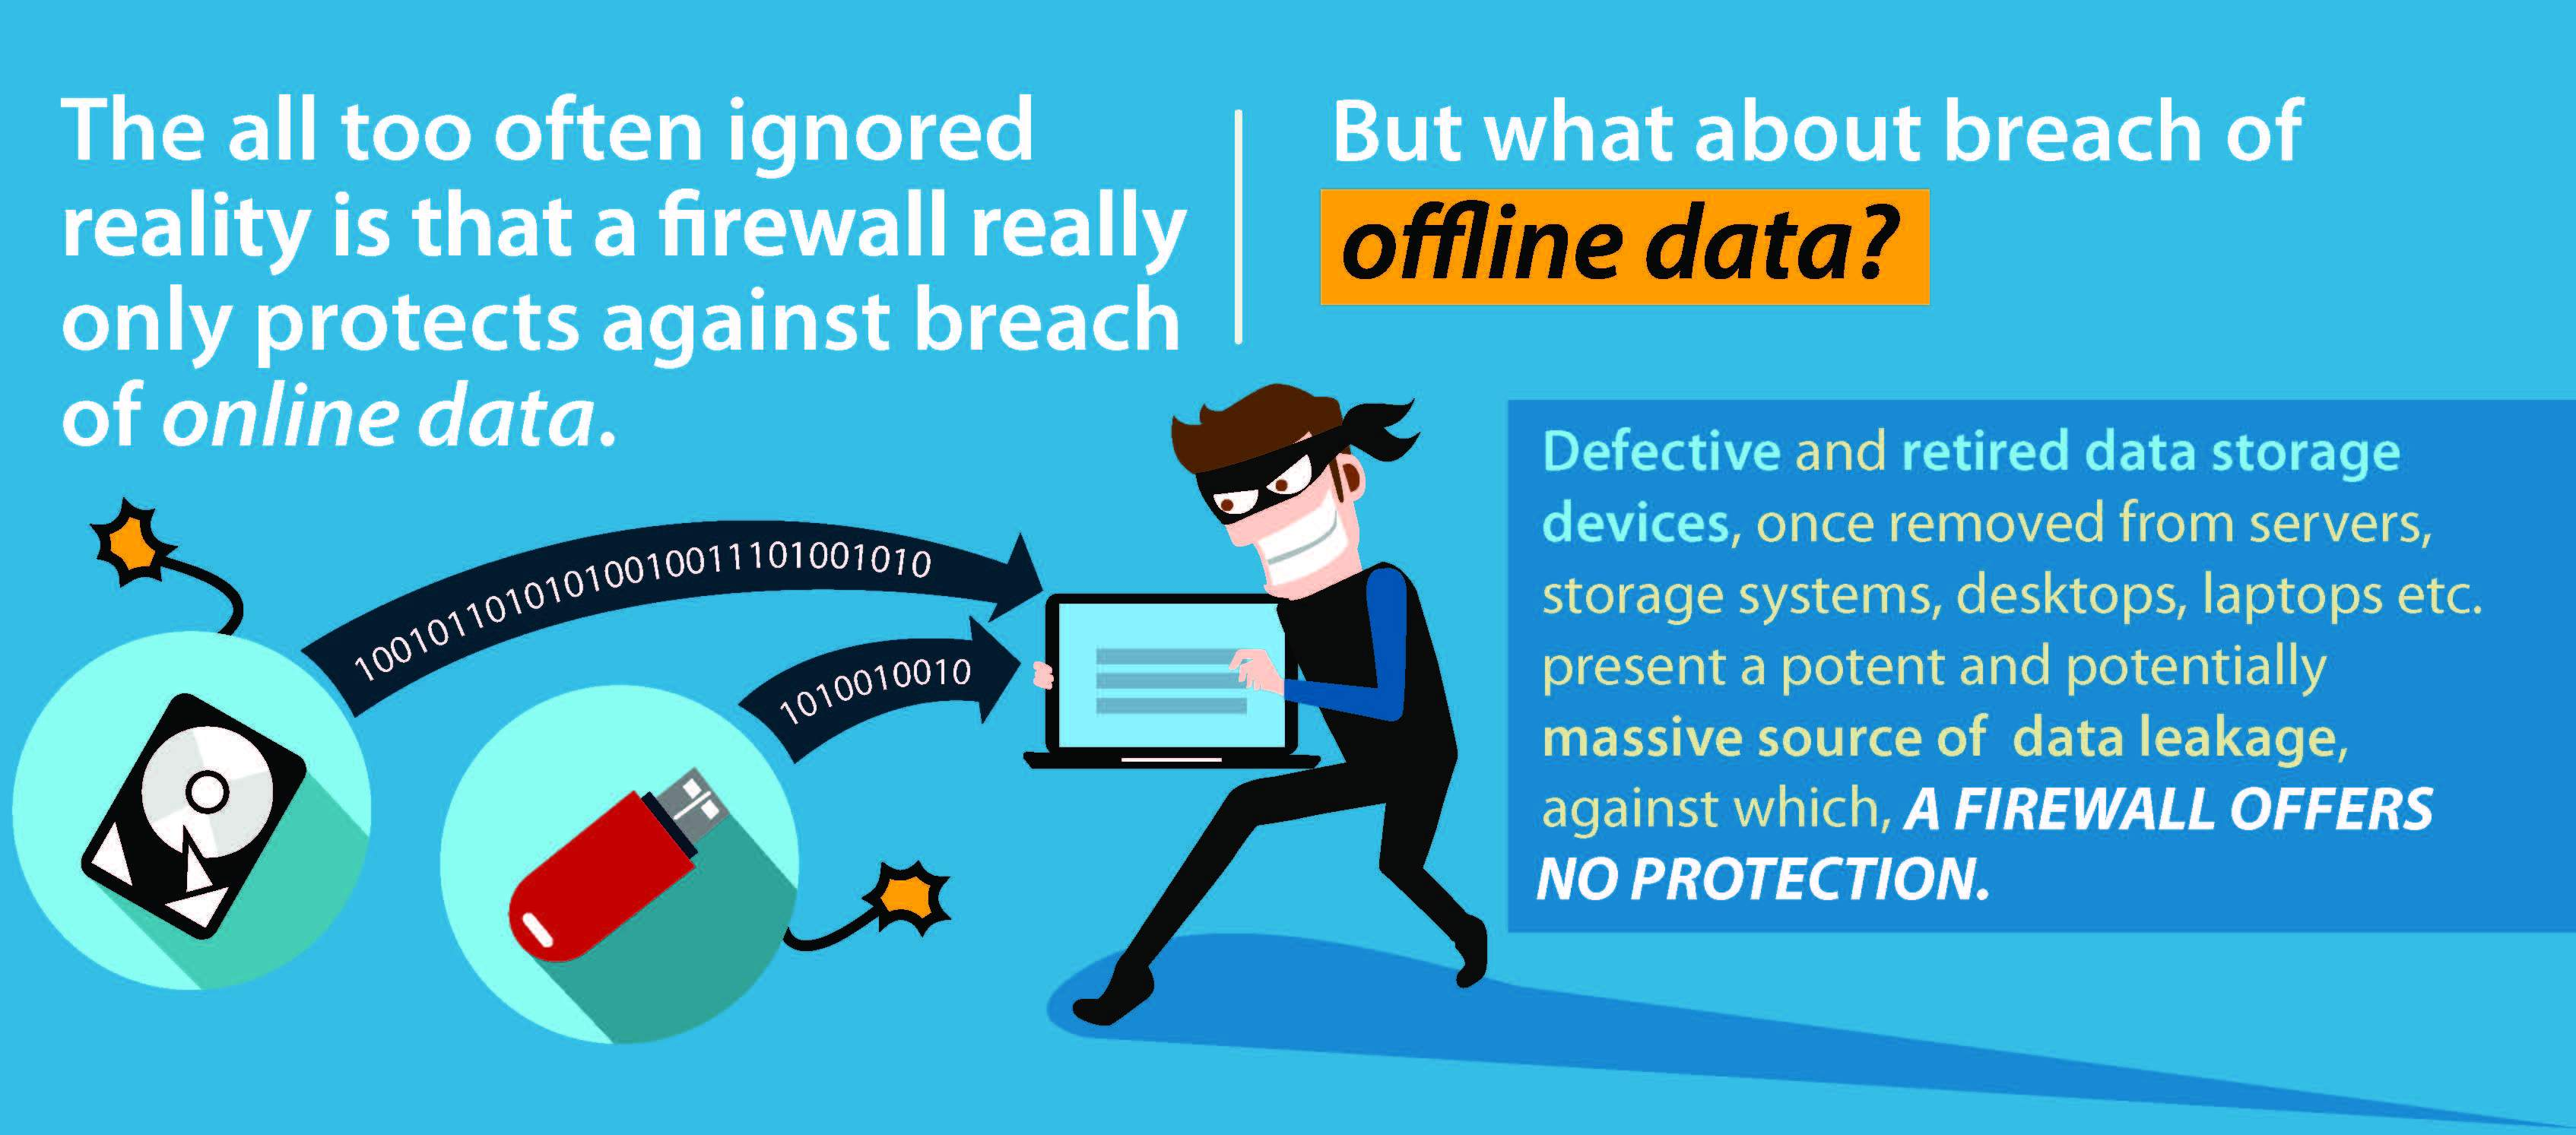 The all too often ignored
reality is that a firewall really
only protects against breach
of online data.
But what about breach of
offline data?
10010110101010010011101001010
1010010010
Defective and retired data storage
devices, once removed from servers,
storage systems, desktops, laptops etc.
present a potent and potentially
massive source of data leakage,
against which, A FIREWALL OFFERS
NO PROTECTION.